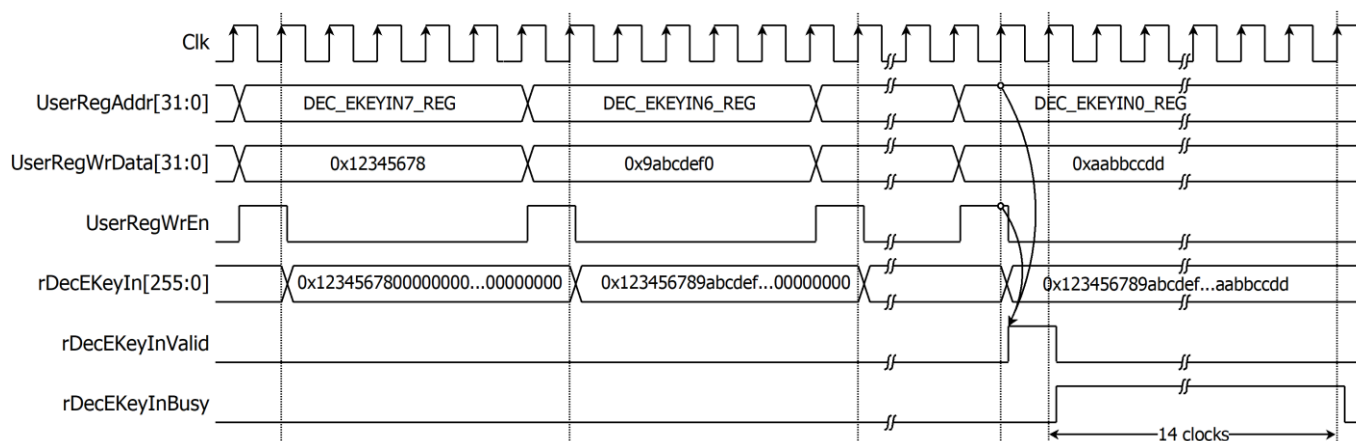 Clk
UserRegAddr[31:0] DEC_EKEYIN7_REG DEC_EKEYIN6_REG DEC_EKEYIN0_REG
UserRegWrData[31:0] 0x12345678 0x9abcdef0 0xaabbccdd
UserRegWrEn
rDecEKeyIn[255:0] 0x1234567800000000...00000000 0x123456789abcdef...00000000 0x123456789abcdef...aabbccdd
rDecEKeyInValid
rDecEKeyInBusy
14 clocks